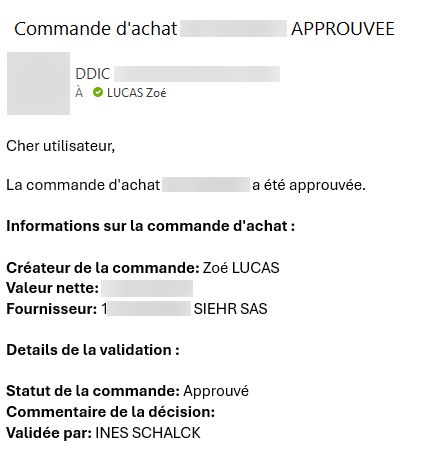 Commande d'achat APPROUVEE
DDIC
À LUCAS Zoé
Cher utilisateur,
La commande d'achat a été approuvée.
Informations sur la commande d'achat :
Créateur de la commande: Zoé LUCAS
Valeur nette:
Fournisseur: 1 SIEHR SAS
Details de la validation :
Statut de la commande: Approuvé
Commentaire de la décision:
Validée par: INES SCHALCK